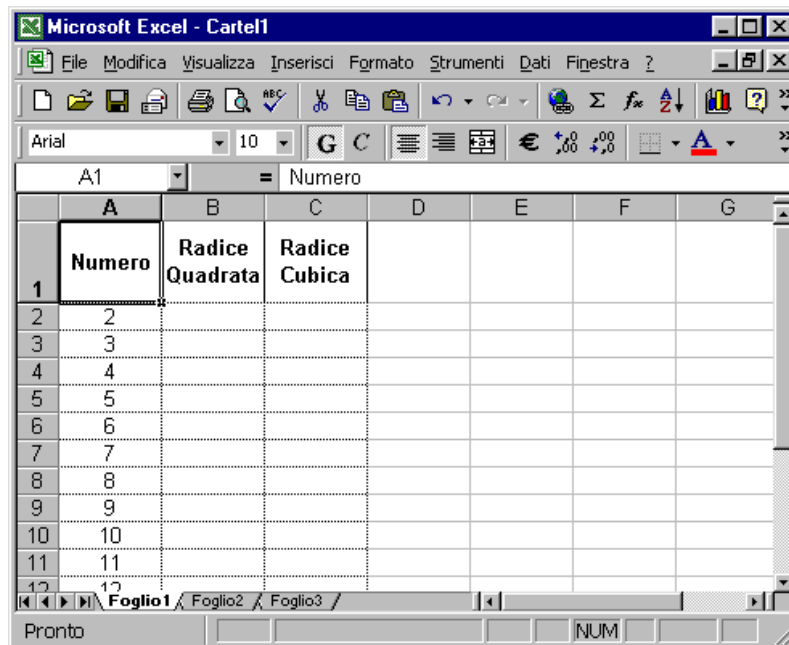 Microsoft Excel - Cartel1
File Modifica Visualizza Inserisci Formato Strumenti Dati Finestra ?
Arial 10 G C
A1 = Numero
A B C D E F G
1 Numero Radice Quadrata Radice Cubica
2 2
3 3
4 4
5 5
6 6
7 7
8 8
9 9
10 10
11 11
12 12
Foglio1 Foglio2 Foglio3
Pronto NUM